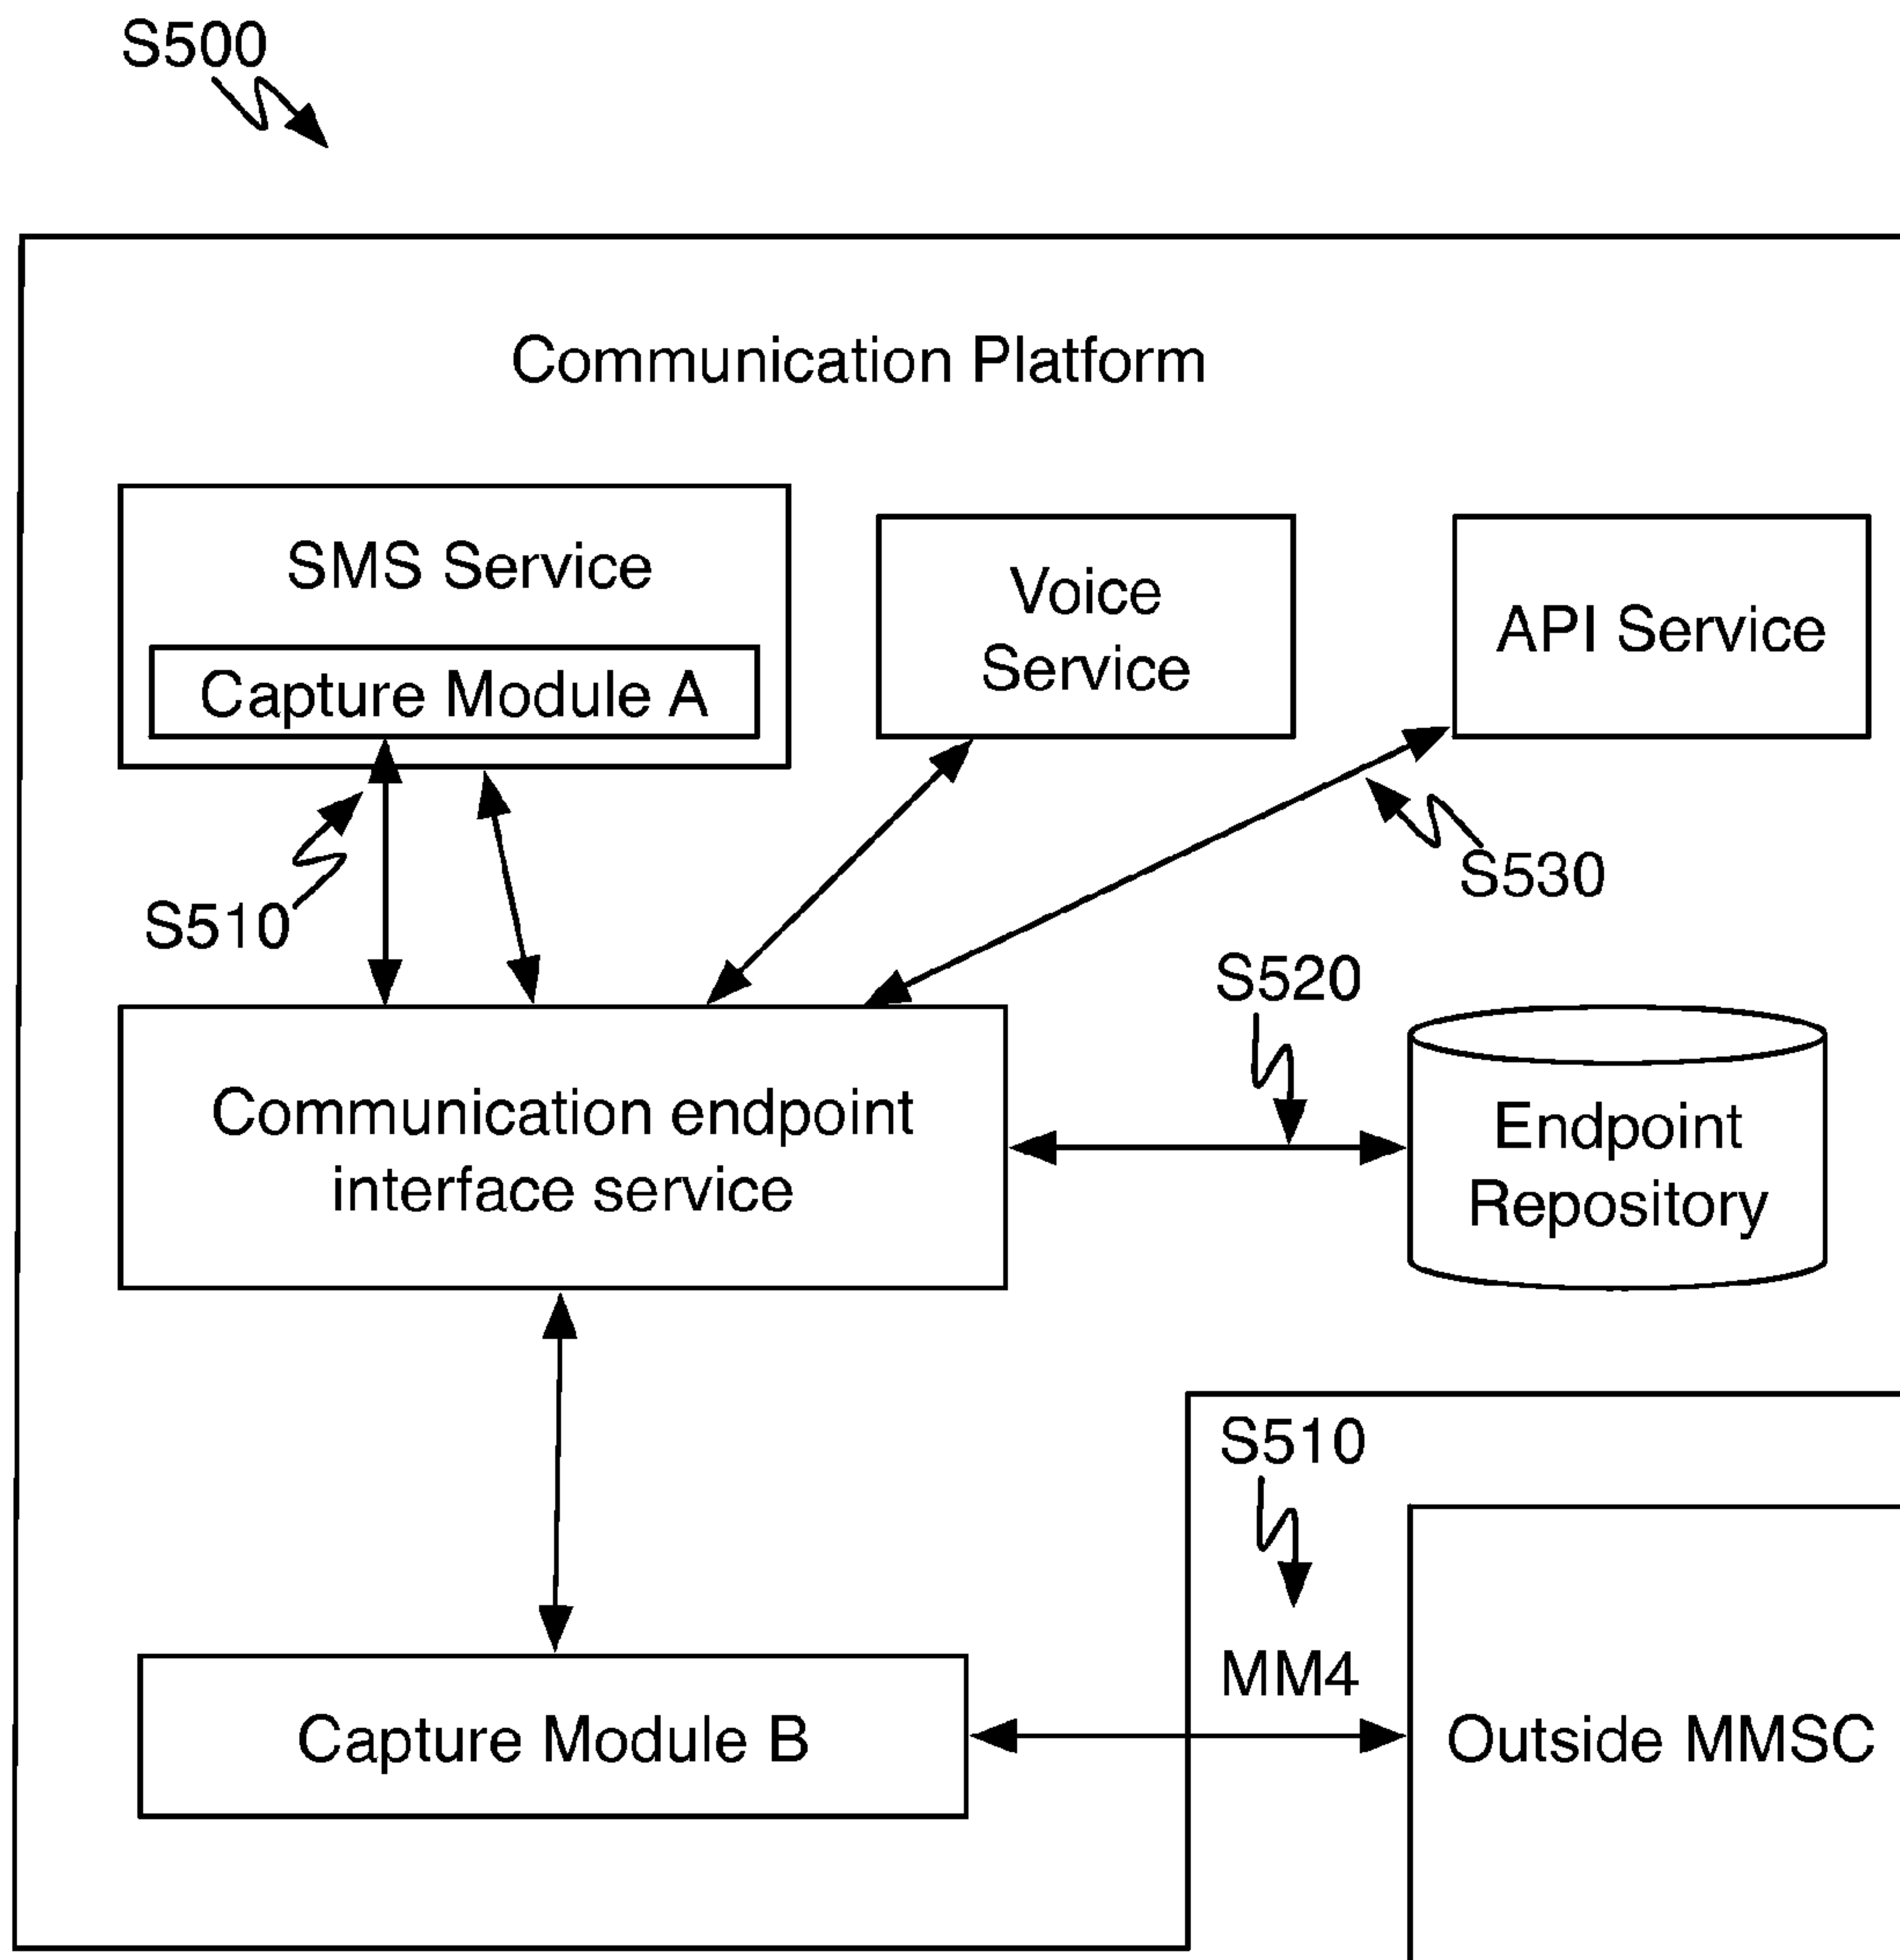 S500
Communication Platform
SMS Service
Capture Module A
Voice
Service
API Service
S510
S530
S520
Communication endpoint
interface service
Endpoint
Repository
S510
MM4
Capture Module B
Outside MMSC